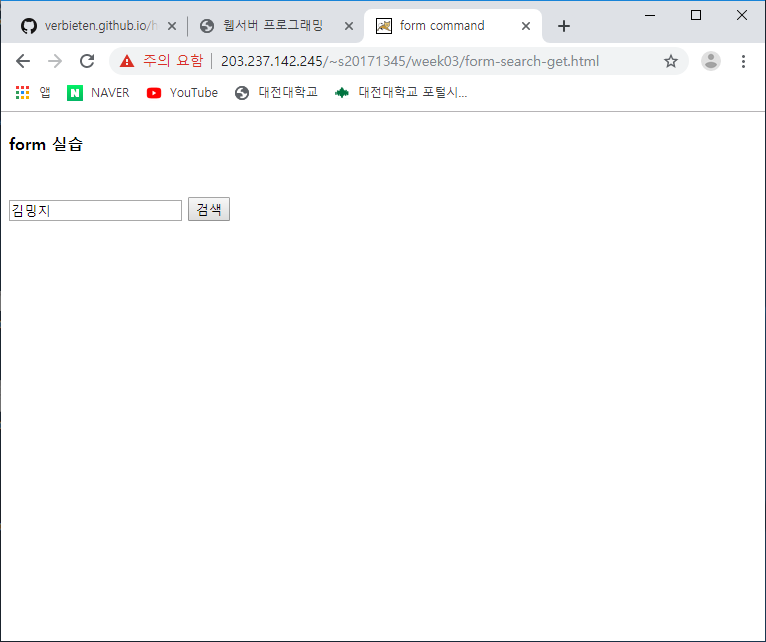 verbieten.github.io/h
웹서버 프로그래밍
form command
주의 요함 203.237.142.245/~s20171345/week03/form-search-get.html
앱 NAVER YouTube 대전대학교 대전대학교 포털시...
form 실습
김밍지 검색